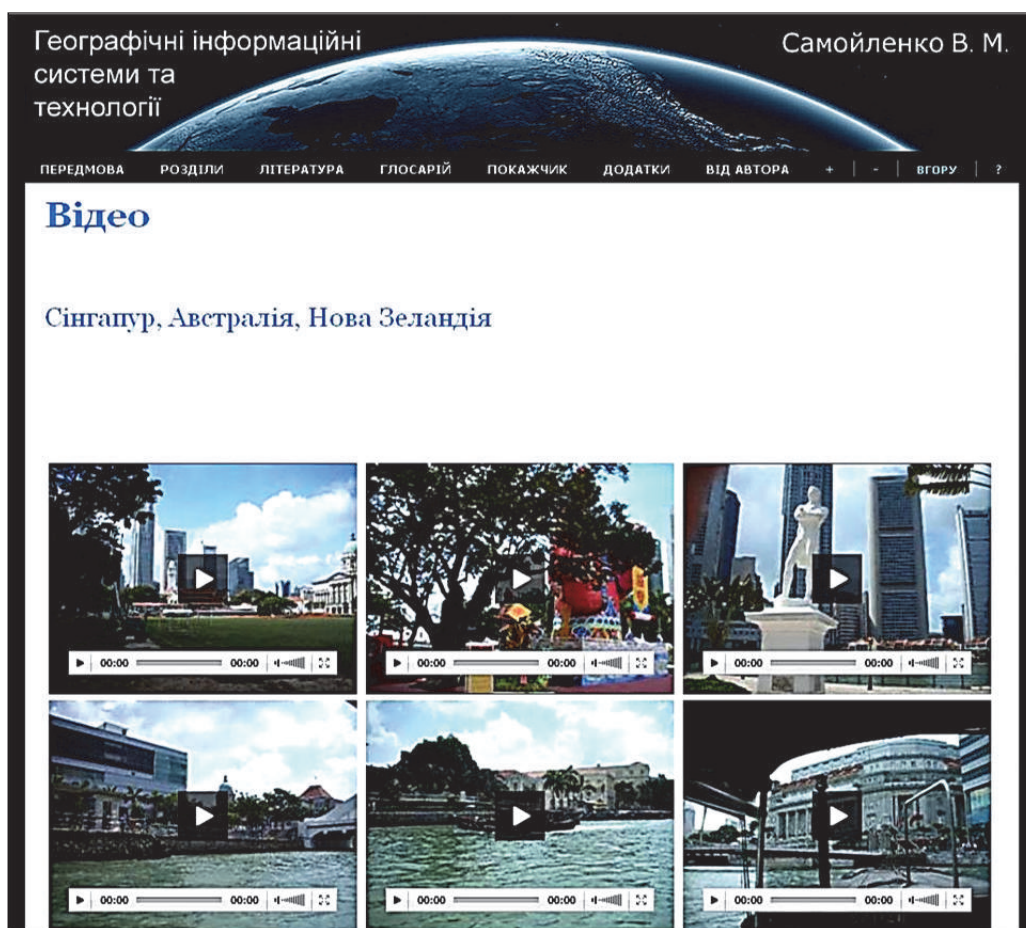 Географічні інформаційні
системи та
технології
Самойленко В. М.
ПЕРЕДМОВА РОЗДІЛИ ЛІТЕРАТУРА ГЛОСАРІЙ ПОКАЖЧИК ДОДАТКИ ВІД АВТОРА + | - | ВГОРУ | ?
Відео
Сінгапур, Австралія, Нова Зеландія
00:00 00:00 00:00 00:00 00:00 00:00
00:00 00:00 00:00 00:00 00:00 00:00